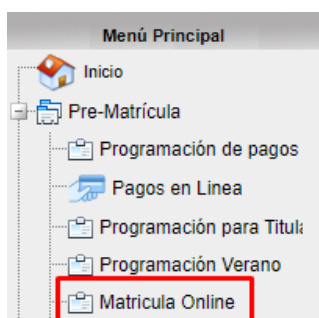 Menú Principal
Inicio
Pre-Matrícula
Programación de pagos
Pagos en Linea
Programación para Titula
Programación Verano
Matricula Online